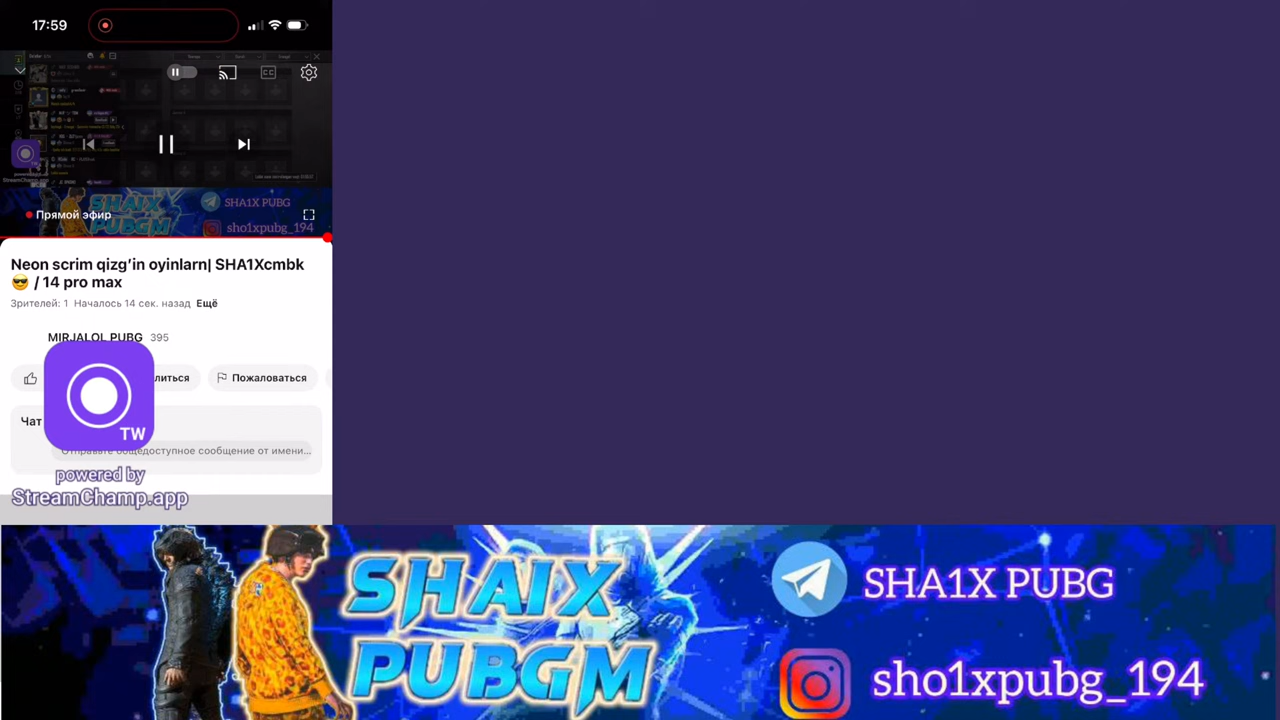 17:59
SHAIX
PUBGM
SHA1X PUBG
sho1xpubg_194
Прямой эфир
Neon scrim qizg’in oyinlarn| SHA1Xcmbk
😎 / 14 pro max
Зрителей: 1 Началось 14 сек. назад Ещё
MIRJALOL PUBG 395
литься
Пожаловаться
Чат
Отправьте общедоступное сообщение от имени...
TW
powered by
StreamChamp.app
SHAIX
PUBGM
SHA1X PUBG
sho1xpubg_194